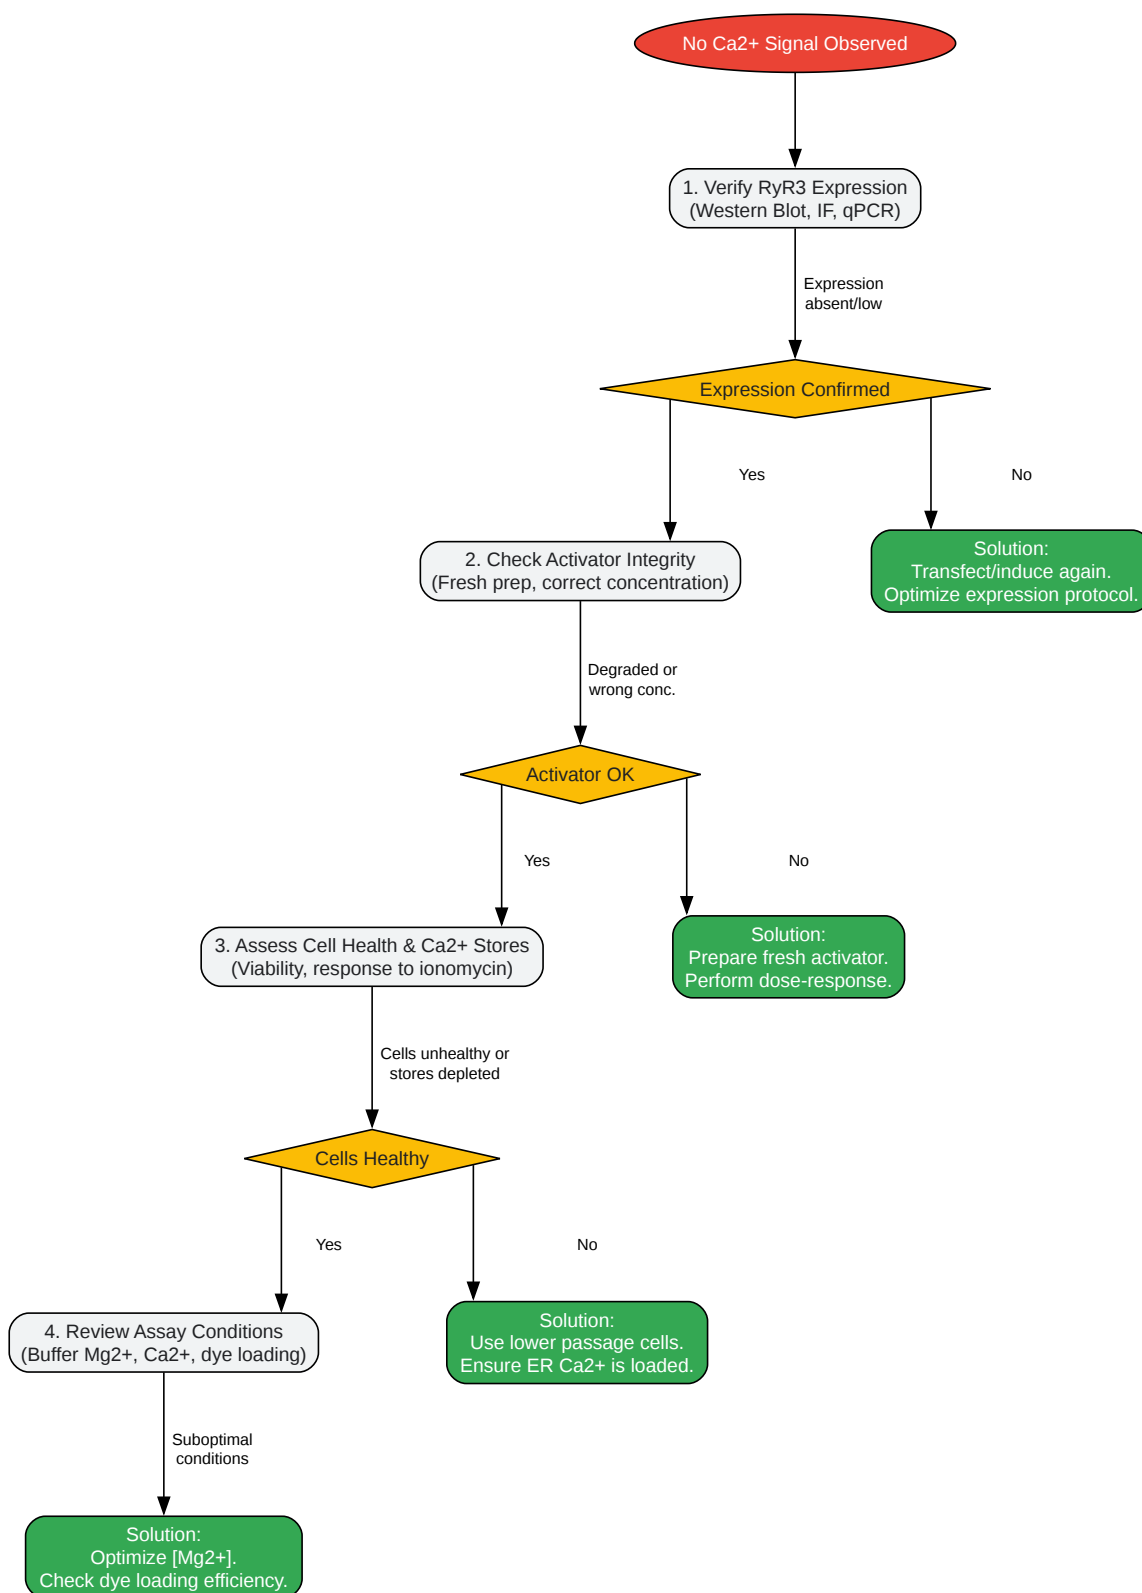 No Ca2+ Signal Observed
1. Verify RyR3 Expression
(Western Blot, IF, qPCR)
Expression
absent/low
Expression Confirmed
Yes
No
2. Check Activator Integrity
(Fresh prep, correct concentration)
Solution:
Transfect/induce again.
Optimize expression protocol.
Degraded or
wrong conc.
Activator OK
Yes
No
3. Assess Cell Health & Ca2+ Stores
(Viability, response to ionomycin)
Solution:
Prepare fresh activator.
Perform dose-response.
Cells unhealthy or
stores depleted
Cells Healthy
Yes
No
4. Review Assay Conditions
(Buffer Mg2+, Ca2+, dye loading)
Solution:
Use lower passage cells.
Ensure ER Ca2+ is loaded.
Suboptimal
conditions
Solution:
Optimize [Mg2+].
Check dye loading efficiency.